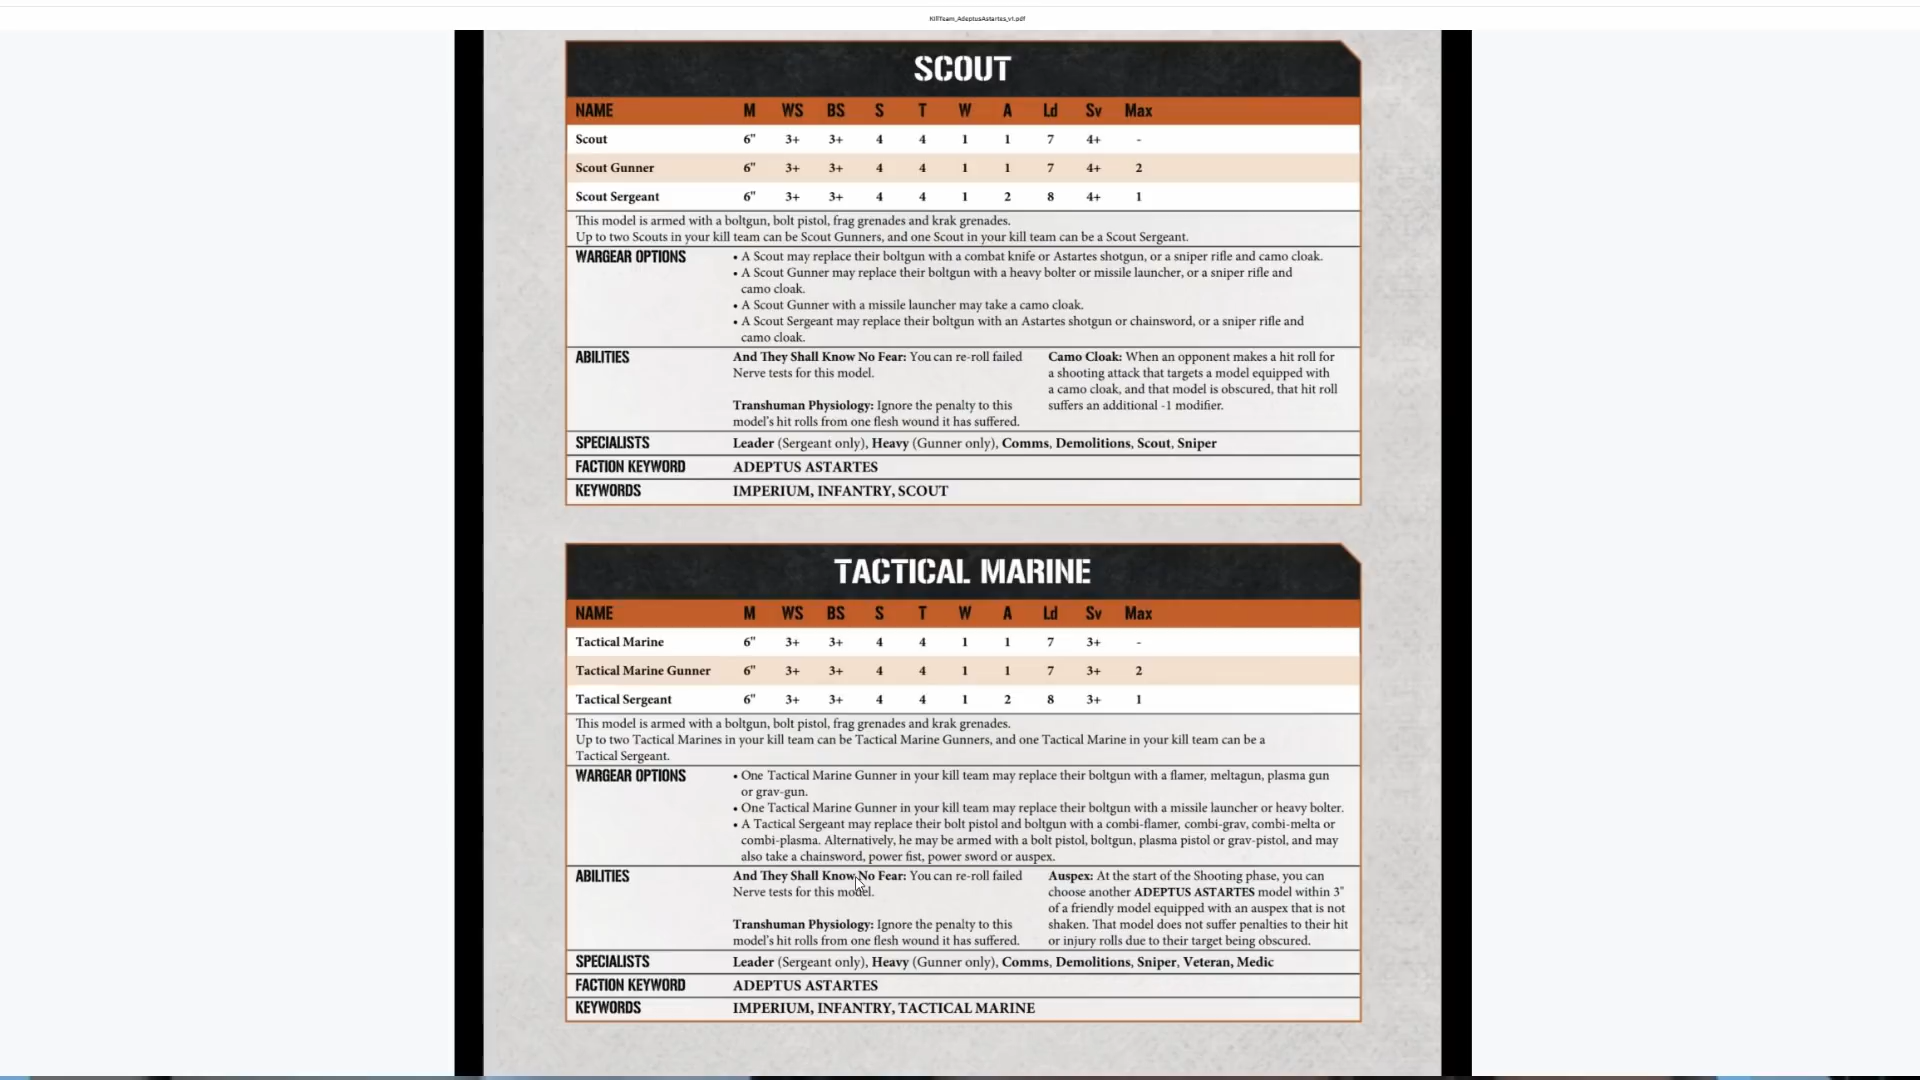 KillTeam_AdeptusAstartes_v1.pdf
SCOUT
NAME M WS BS S T W A Ld Sv Max
Scout 6" 3+ 3+ 4 4 1 1 7 4+ -
Scout Gunner 6" 3+ 3+ 4 4 1 1 7 4+ 2
Scout Sergeant 6" 3+ 3+ 4 4 1 2 8 4+ 1
This model is armed with a boltgun, bolt pistol, frag grenades and krak grenades.
Up to two Scouts in your kill team can be Scout Gunners, and one Scout in your kill team can be a Scout Sergeant.
WARGEAR OPTIONS
• A Scout may replace their boltgun with a combat knife or Astartes shotgun, or a sniper rifle and camo cloak.
• A Scout Gunner may replace their boltgun with a heavy bolter or missile launcher, or a sniper rifle and
camo cloak.
• A Scout Gunner with a missile launcher may take a camo cloak.
• A Scout Sergeant may replace their boltgun with an Astartes shotgun or chainsword, or a sniper rifle and
camo cloak.
ABILITIES
And They Shall Know No Fear: You can re-roll failed
Nerve tests for this model.
Transhuman Physiology: Ignore the penalty to this
model's hit rolls from one flesh wound it has suffered.
Camo Cloak: When an opponent makes a hit roll for
a shooting attack that targets a model equipped with
a camo cloak, and that model is obscured, that hit roll
suffers an additional -1 modifier.
SPECIALISTS Leader (Sergeant only), Heavy (Gunner only), Comms, Demolitions, Scout, Sniper
FACTION KEYWORD ADEPTUS ASTARTES
KEYWORDS IMPERIUM, INFANTRY, SCOUT
TACTICAL MARINE
NAME M WS BS S T W A Ld Sv Max
Tactical Marine 6" 3+ 3+ 4 4 1 1 7 3+ -
Tactical Marine Gunner 6" 3+ 3+ 4 4 1 1 7 3+ 2
Tactical Sergeant 6" 3+ 3+ 4 4 1 2 8 3+ 1
This model is armed with a boltgun, bolt pistol, frag grenades and krak grenades.
Up to two Tactical Marines in your kill team can be Tactical Marine Gunners, and one Tactical Marine in your kill team can be a
Tactical Sergeant.
WARGEAR OPTIONS
• One Tactical Marine Gunner in your kill team may replace their boltgun with a flamer, meltagun, plasma gun
or grav-gun.
• One Tactical Marine Gunner in your kill team may replace their boltgun with a missile launcher or heavy bolter.
• A Tactical Sergeant may replace their bolt pistol and boltgun with a combi-flamer, combi-grav, combi-melta or
combi-plasma. Alternatively, he may be armed with a bolt pistol, boltgun, plasma pistol or grav-pistol, and may
also take a chainsword, power fist, power sword or auspex.
ABILITIES
And They Shall Know No Fear: You can re-roll failed
Nerve tests for this model.
Transhuman Physiology: Ignore the penalty to this
model's hit rolls from one flesh wound it has suffered.
Auspex: At the start of the Shooting phase, you can
choose another ADEPTUS ASTARTES model within 3"
of a friendly model equipped with an auspex that is not
shaken. That model does not suffer penalties to their hit
or injury rolls due to their target being obscured.
SPECIALISTS Leader (Sergeant only), Heavy (Gunner only), Comms, Demolitions, Sniper, Veteran, Medic
FACTION KEYWORD ADEPTUS ASTARTES
KEYWORDS IMPERIUM, INFANTRY, TACTICAL MARINE